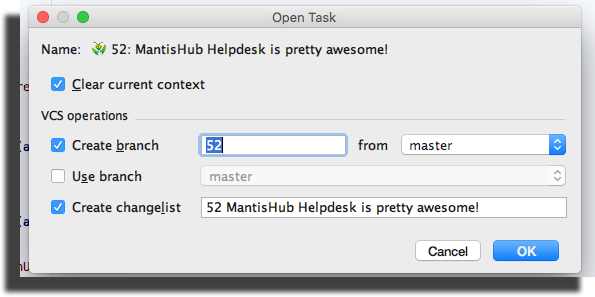 Open Task
Name: 52: MantisHub Helpdesk is pretty awesome!
Clear current context
VCS operations
Create branch 52 from master
Use branch master
Create changelist 52 MantisHub Helpdesk is pretty awesome!
Cancel OK